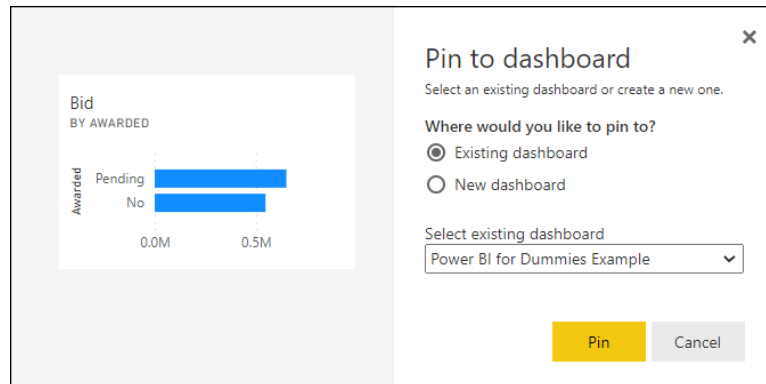 Bid
BY AWARDED
Awarded
Pending
No
0.0M 0.5M
Pin to dashboard
Select an existing dashboard or create a new one.
Where would you like to pin to?
Existing dashboard
New dashboard
Select existing dashboard
Power BI for Dummies Example
Pin Cancel